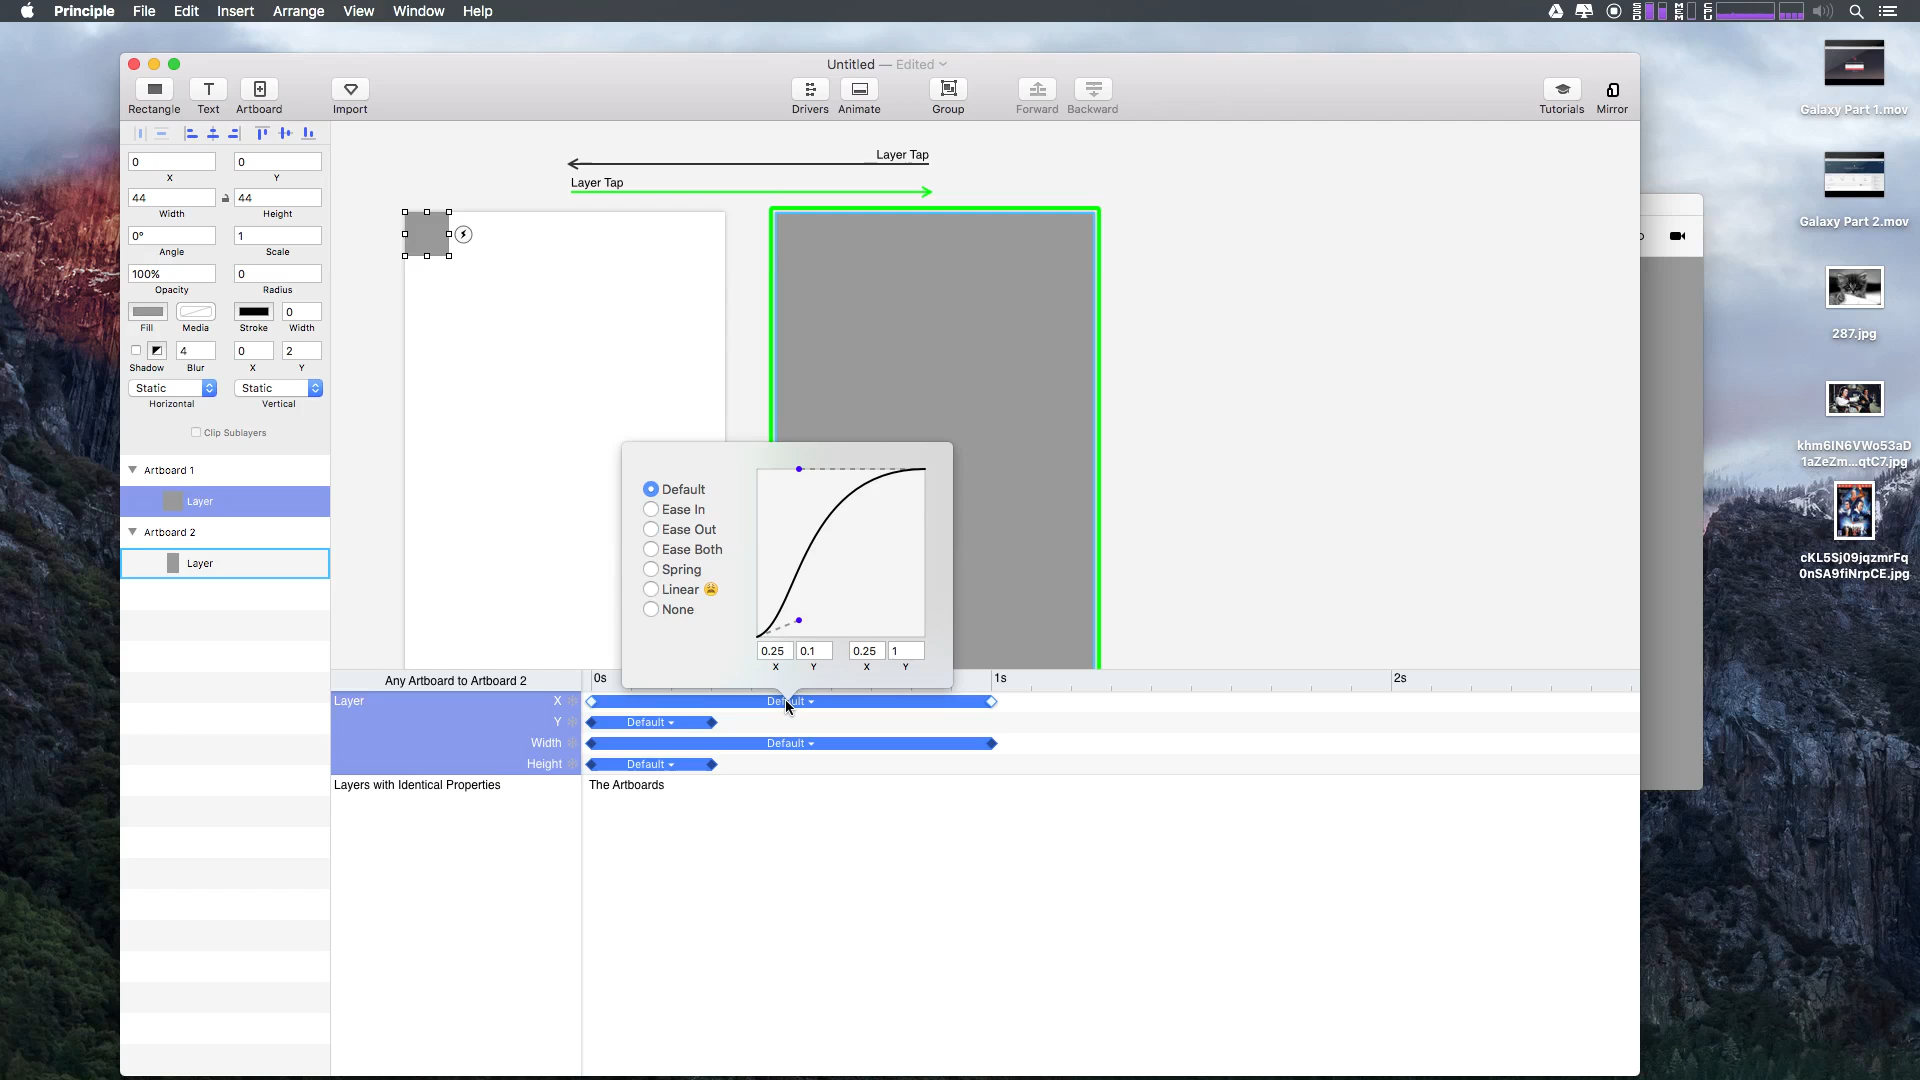 Principle File Edit Insert Arrange View Window Help
SSD MEM CPU
Untitled — Edited
Rectangle Text Artboard Import Drivers Animate Group Forward Backward Tutorials Mirror
0 0
X Y
44 44
Width Height
0° 1
Angle Scale
100% 0
Opacity Radius
0
Fill Media Stroke Width
4 0 2
Shadow Blur X Y
Static Static
Horizontal Vertical
Clip Sublayers
Artboard 1
Layer
Artboard 2
Layer
Layer Tap
Layer Tap
Default
Ease In
Ease Out
Ease Both
Spring
Linear 😩
None
0.25 0.1 0.25 1
X Y X Y
Any Artboard to Artboard 2 0s 1s 2s
Layer X Default
Y Default
Width Default
Height Default
Layers with Identical Properties The Artboards
Galaxy Part 1.mov
Galaxy Part 2.mov
287.jpg
khm6IN6VWo53aD
1aZeZm...qtC7.jpg
cKL5Sj09jqzmrFq
0nSA9fiNrpCE.jpg